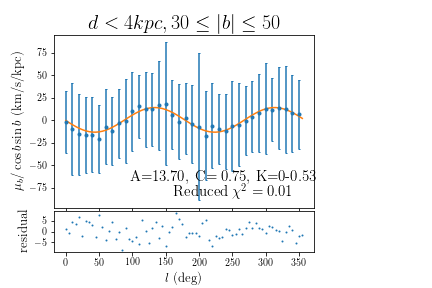 d < 4kpc, 30 ≤ |b| ≤ 50
μ_b/ cos b sin b (km/s/kpc)
75
50
25
0
−25
−50
−75
A=13.70, C= 0.75, K=0-0.53
Reduced χ² = 0.01
residual
5
0
−5
0 50 100 150 200 250 300 350
l (deg)